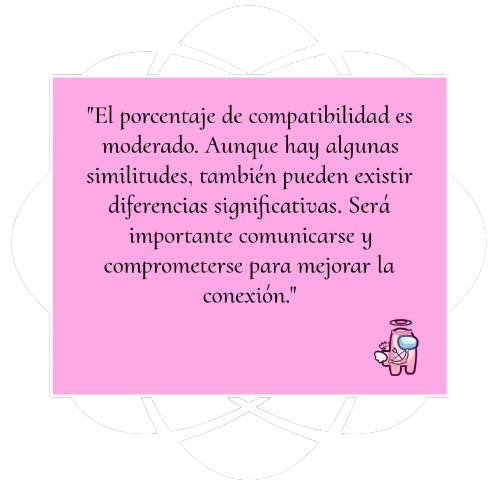 "El porcentaje de compatibilidad es
moderado. Aunque hay algunas
similitudes, también pueden existir
diferencias significativas. Será
importante comunicarse y
comprometerse para mejorar la
conexión."